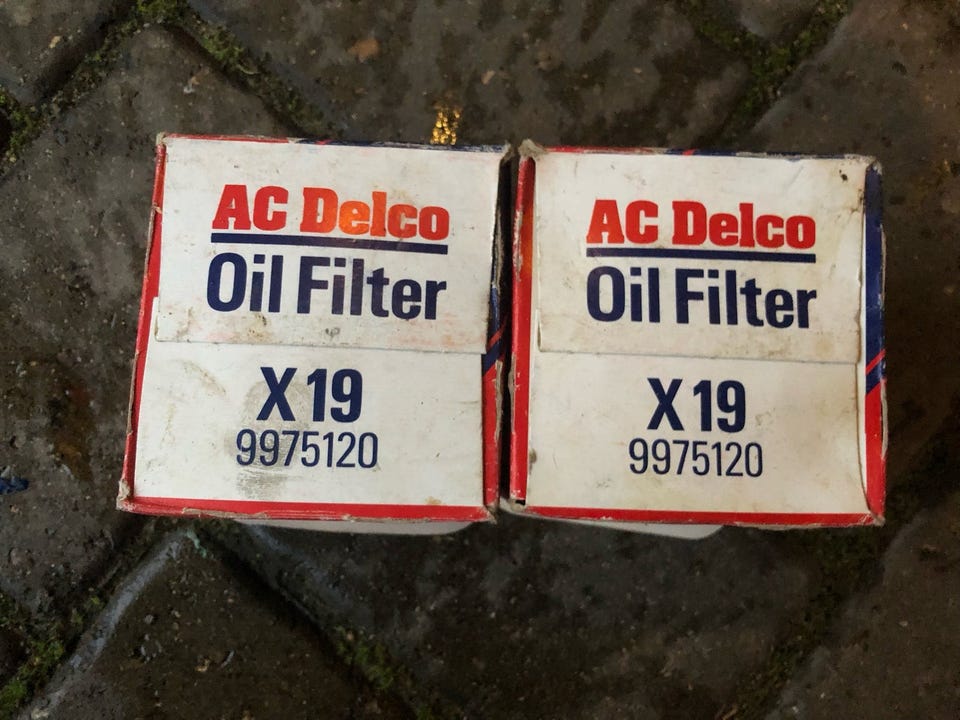 AC Delco
Oil Filter
X 19
9975120
AC Delco
Oil Filter
X 19
9975120